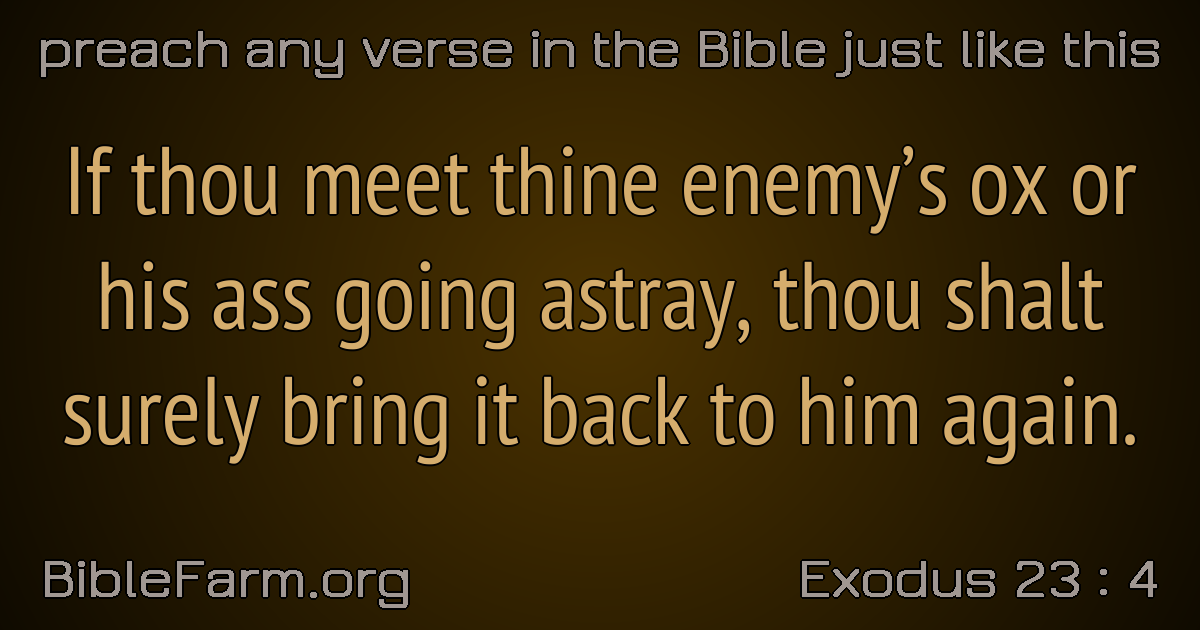 preach any verse in the Bible just like this
If thou meet thine enemy’s ox or
his ass going astray, thou shalt
surely bring it back to him again.
BibleFarm.org
Exodus 23 : 4